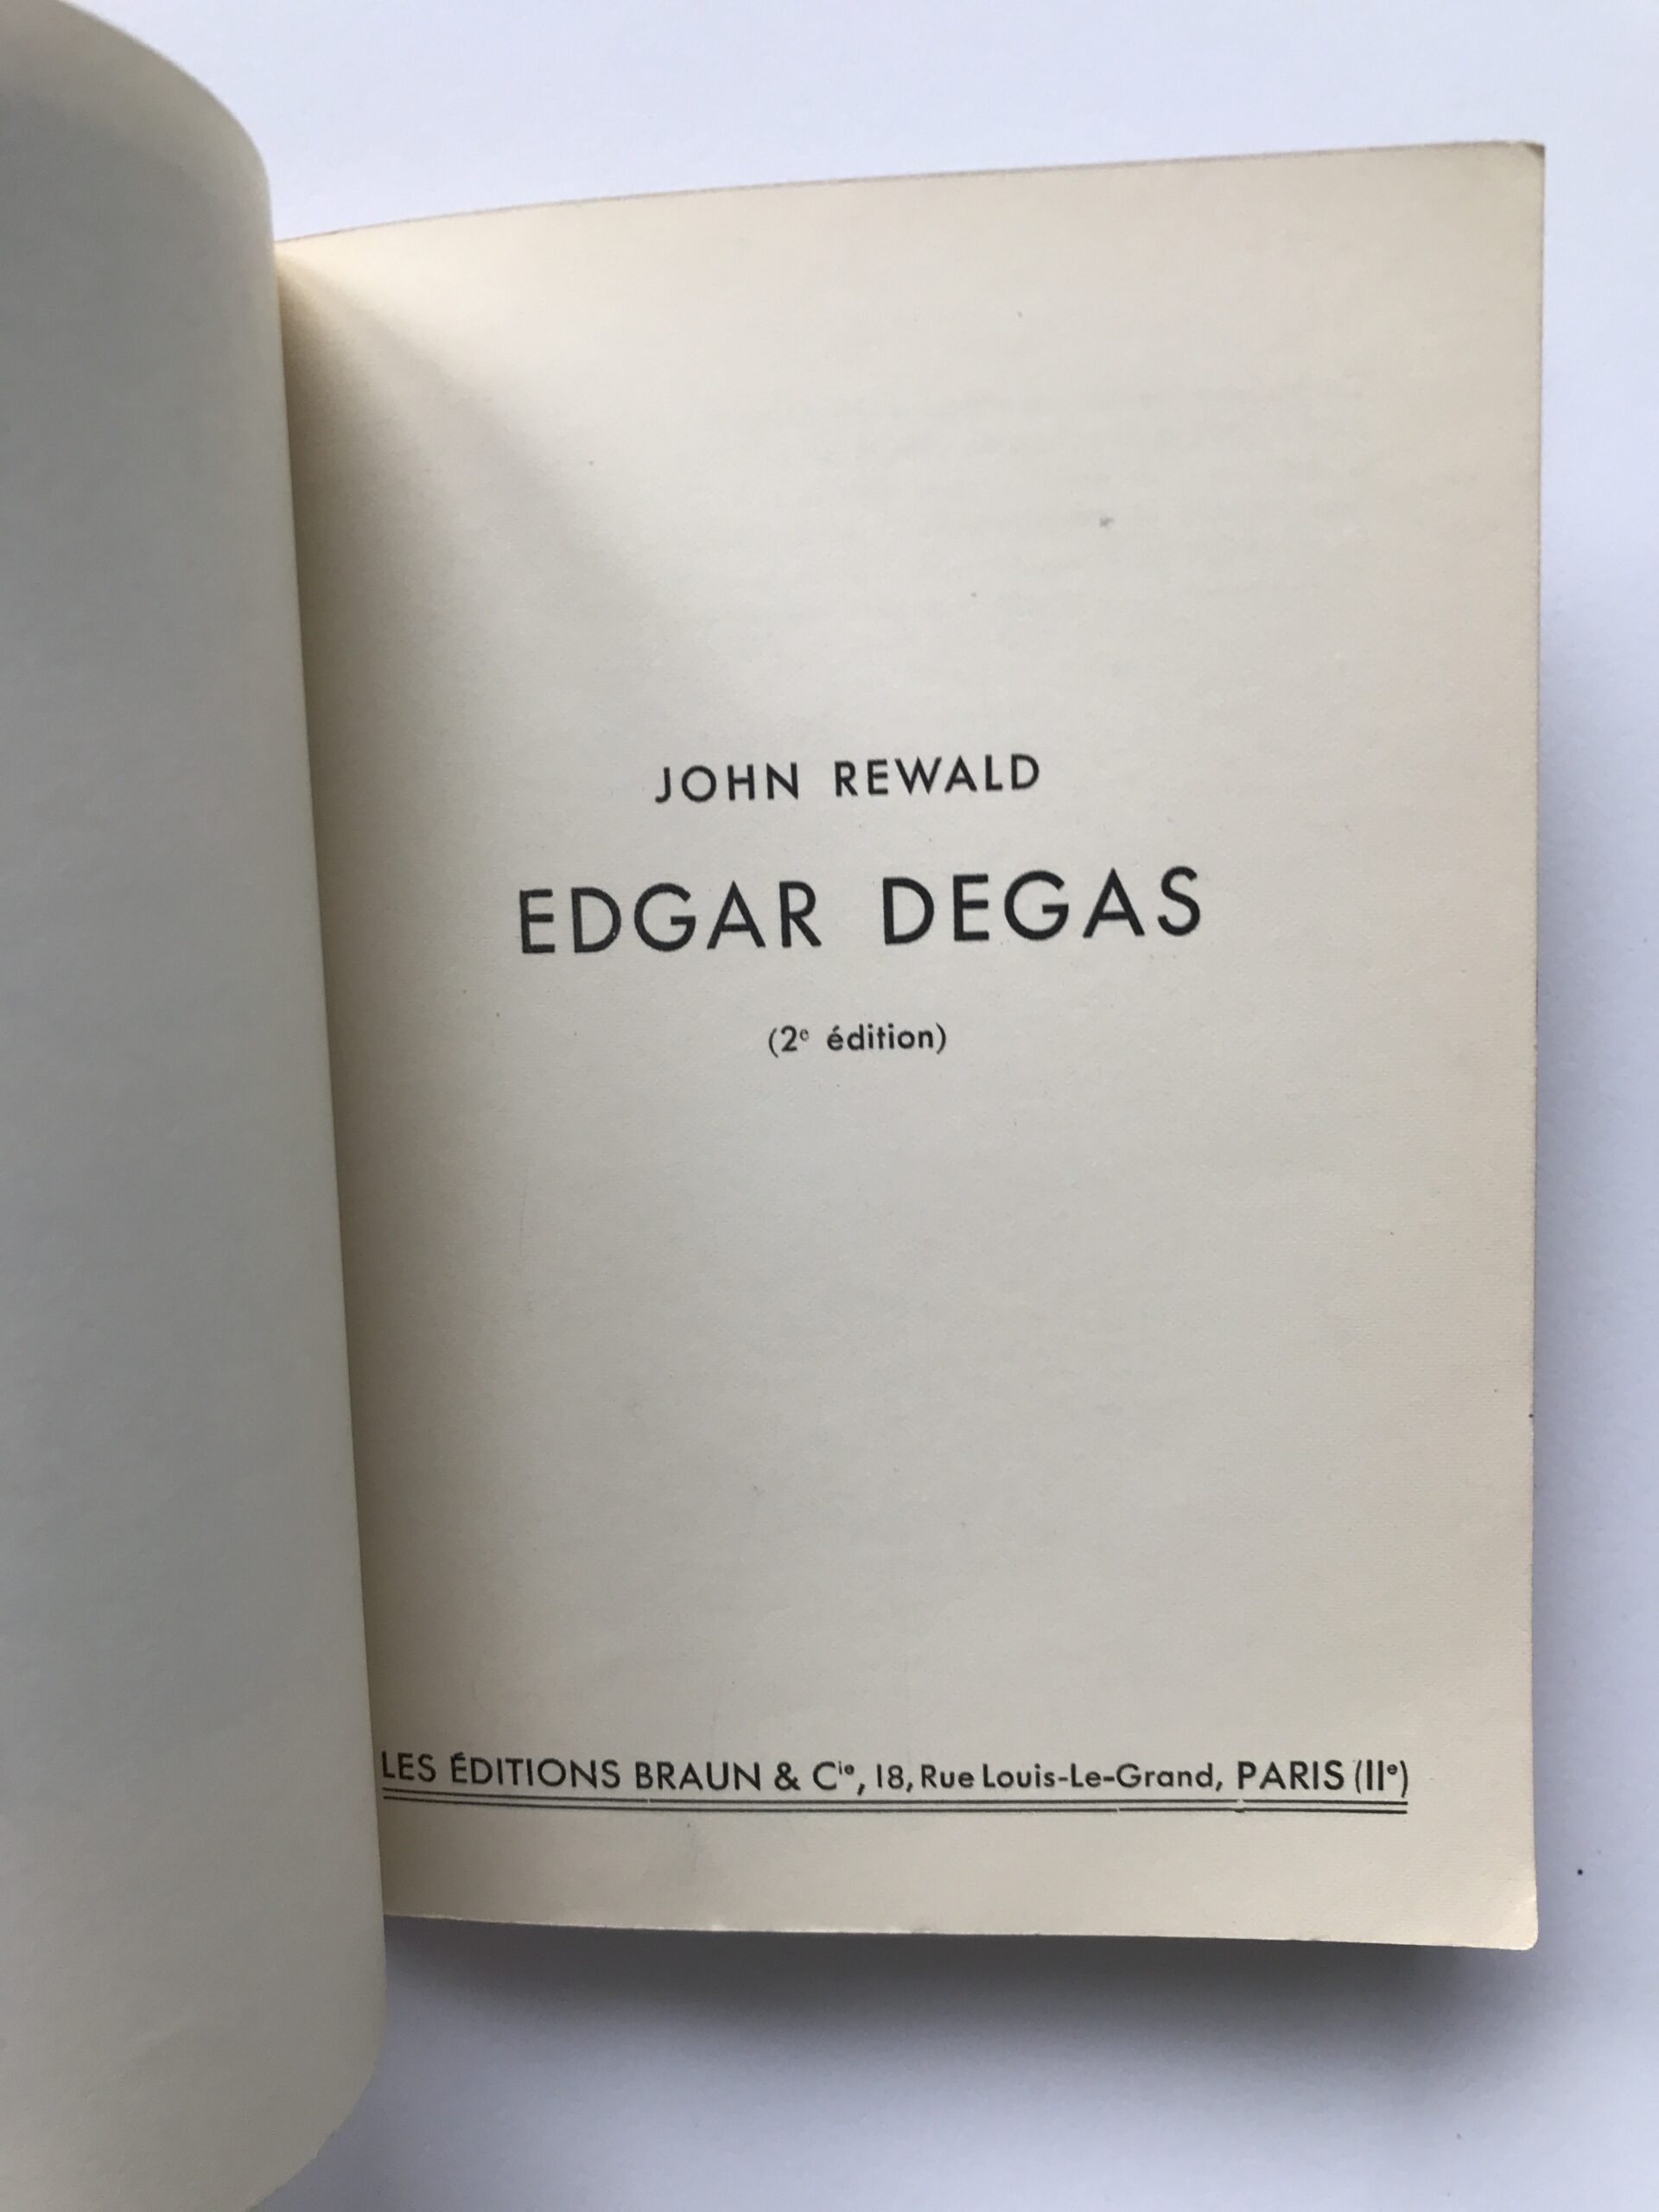 JOHN REWALD
EDGAR DEGAS
(2e édition)
LES ÉDITIONS BRAUN & Cie, 18, Rue Louis-Le-Grand, PARIS (IIe)